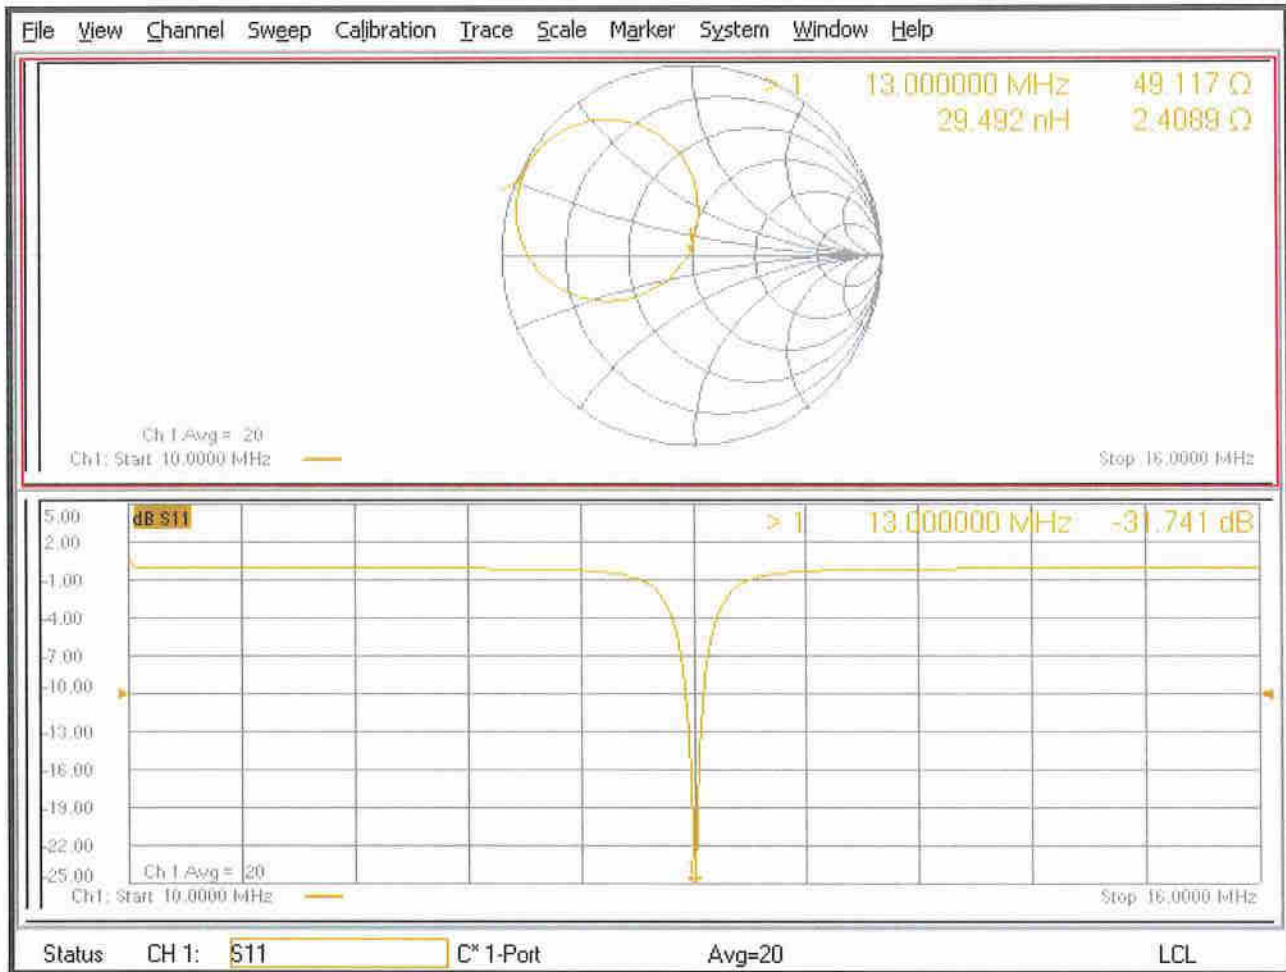 File View Channel Sweep Calibration Trace Scale Marker System Window Help
> 1 13.000000 MHz 49.117 Ω
29.492 nH 2.4089 Ω
Ch 1 Avg = 20
Ch1: Start 10.0000 MHz
Stop 16.0000 MHz
5.00
dB S11
> 1 13.000000 MHz -31.741 dB
2.00
-1.00
-4.00
-7.00
-10.00
-13.00
-16.00
-19.00
-22.00
-25.00
Ch 1 Avg = 20
Ch1: Start 10.0000 MHz
Stop 16.0000 MHz
Status CH 1: S11 C* 1-Port Avg=20 LCL